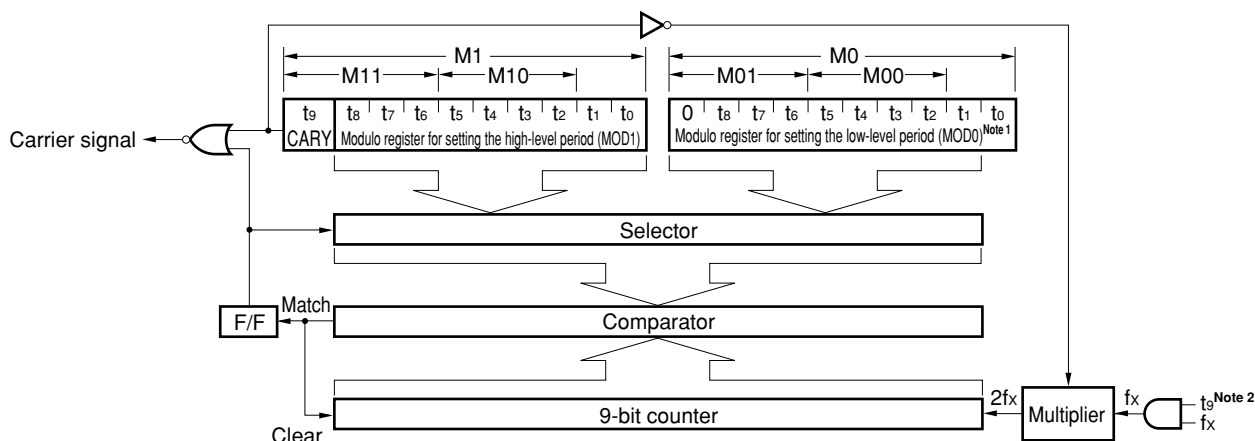 M1
M0
M11
M10
M01
M00
t9
t8 t7 t6 t5 t4 t3 t2 t1 t0
0 t8 t7 t6 t5 t4 t3 t2 t1 t0
Carrier signal
CARY
Modulo register for setting the high-level period (MOD1)
Modulo register for setting the low-level period (MOD0) Note 1
Selector
F/F
Match
Comparator
9-bit counter
Clear
2fX
Multiplier
fX
t9 Note 2
fX